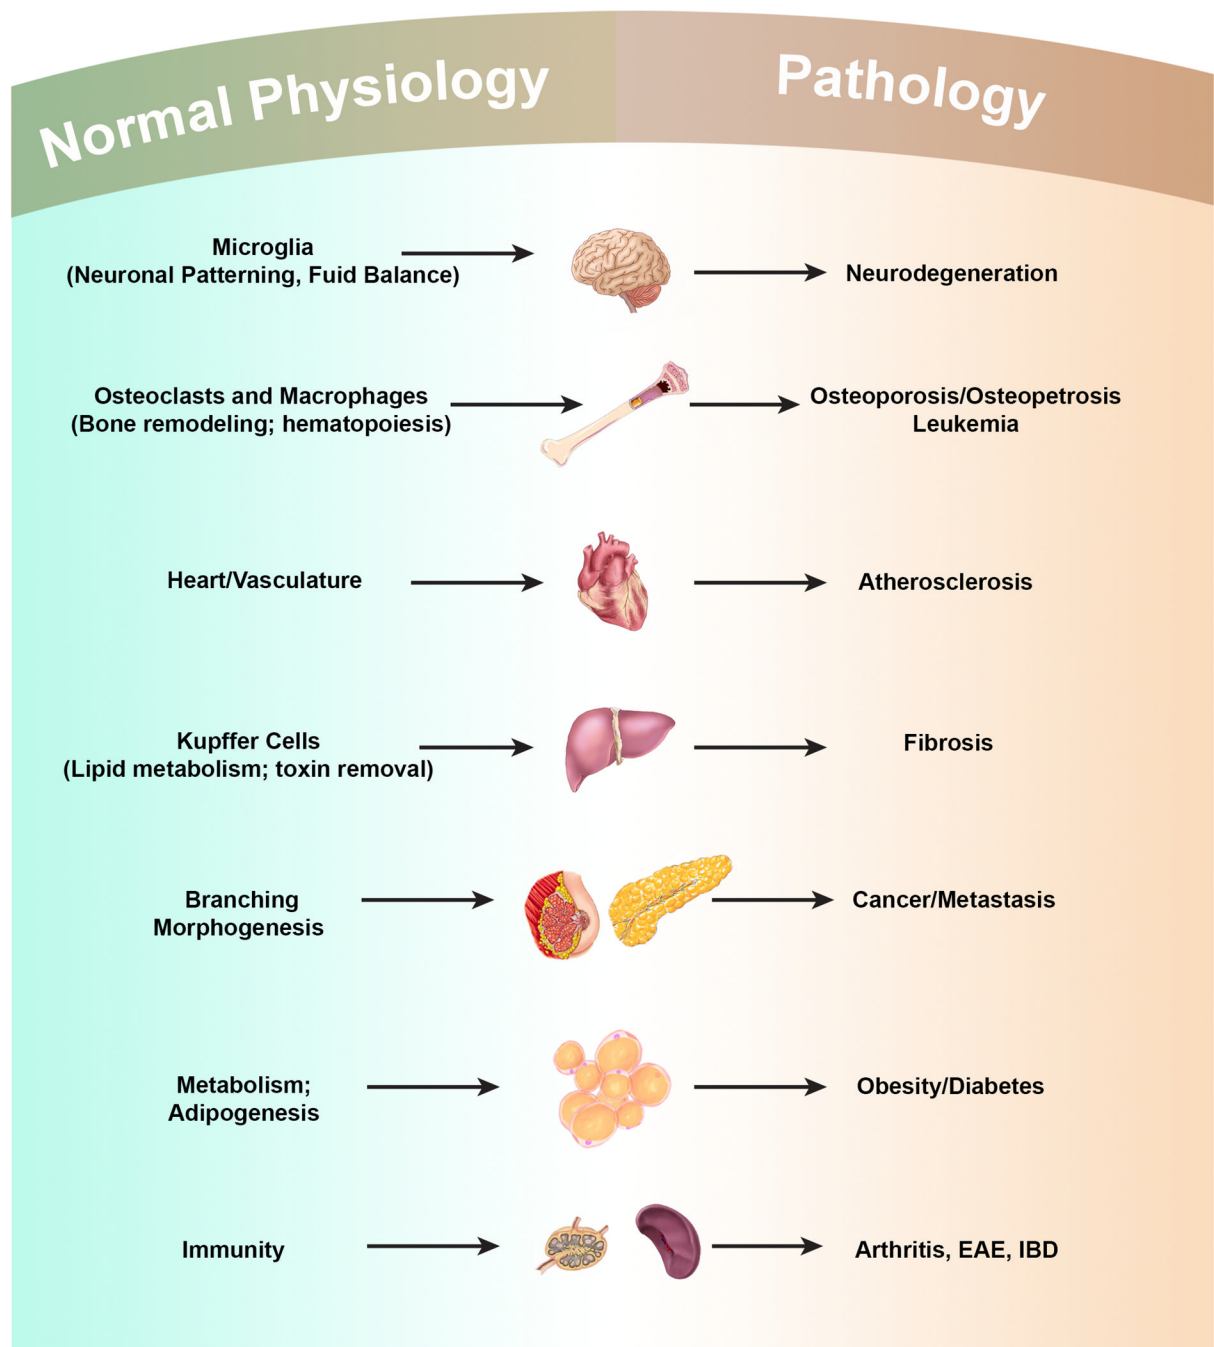 Normal Physiology
Pathology
Microglia
(Neuronal Patterning, Fuid Balance)
Neurodegeneration
Osteoclasts and Macrophages
(Bone remodeling; hematopoiesis)
Osteoporosis/Osteopetrosis
Leukemia
Heart/Vasculature
Atherosclerosis
Kupffer Cells
(Lipid metabolism; toxin removal)
Fibrosis
Branching
Morphogenesis
Cancer/Metastasis
Metabolism;
Adipogenesis
Obesity/Diabetes
Immunity
Arthritis, EAE, IBD